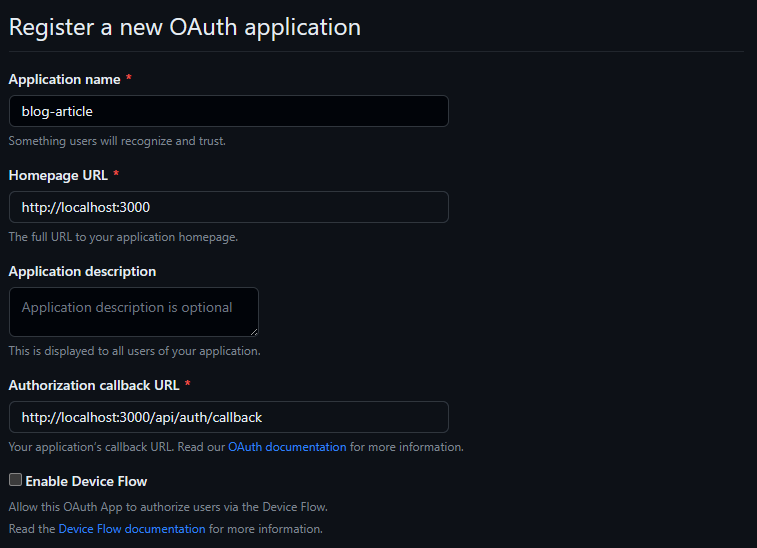 Register a new OAuth application
Application name *
blog-article
Something users will recognize and trust.
Homepage URL *
http://localhost:3000
The full URL to your application homepage.
Application description
Application description is optional
This is displayed to all users of your application.
Authorization callback URL *
http://localhost:3000/api/auth/callback
Your application's callback URL. Read our OAuth documentation for more information.
Enable Device Flow
Allow this OAuth App to authorize users via the Device Flow.
Read the Device Flow documentation for more information.